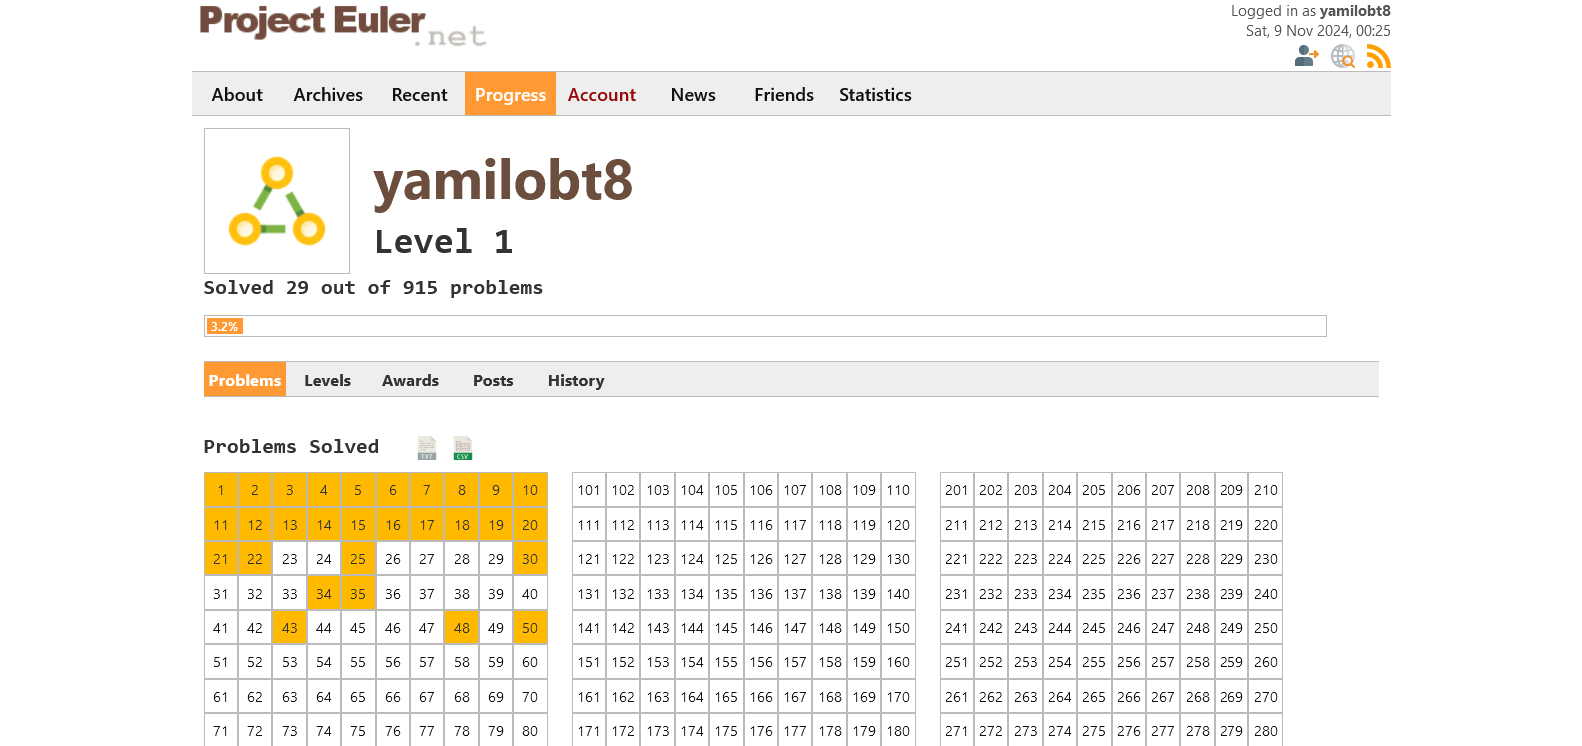 Project Euler.net
Logged in as yamilobt8
Sat, 9 Nov 2024, 00:25
About Archives Recent Progress Account News Friends Statistics
yamilobt8
Level 1
Solved 29 out of 915 problems
3.2%
Problems Levels Awards Posts History
Problems Solved TXT CSV
1 2 3 4 5 6 7 8 9 10 101 102 103 104 105 106 107 108 109 110 201 202 203 204 205 206 207 208 209 210
11 12 13 14 15 16 17 18 19 20 111 112 113 114 115 116 117 118 119 120 211 212 213 214 215 216 217 218 219 220
21 22 23 24 25 26 27 28 29 30 121 122 123 124 125 126 127 128 129 130 221 222 223 224 225 226 227 228 229 230
31 32 33 34 35 36 37 38 39 40 131 132 133 134 135 136 137 138 139 140 231 232 233 234 235 236 237 238 239 240
41 42 43 44 45 46 47 48 49 50 141 142 143 144 145 146 147 148 149 150 241 242 243 244 245 246 247 248 249 250
51 52 53 54 55 56 57 58 59 60 151 152 153 154 155 156 157 158 159 160 251 252 253 254 255 256 257 258 259 260
61 62 63 64 65 66 67 68 69 70 161 162 163 164 165 166 167 168 169 170 261 262 263 264 265 266 267 268 269 270
71 72 73 74 75 76 77 78 79 80 171 172 173 174 175 176 177 178 179 180 271 272 273 274 275 276 277 278 279 280